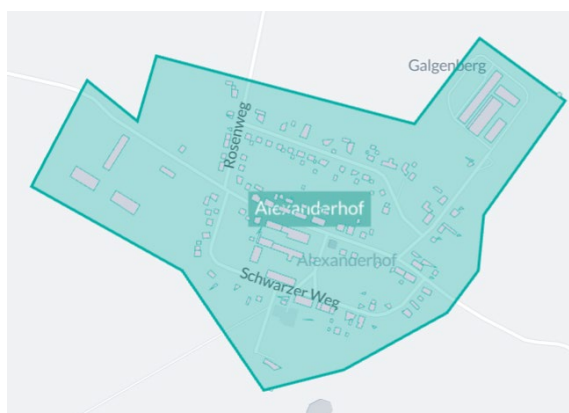 Galgenberg
Rosenweg
Alexanderhof
Alexanderhof
Schwarzer Weg